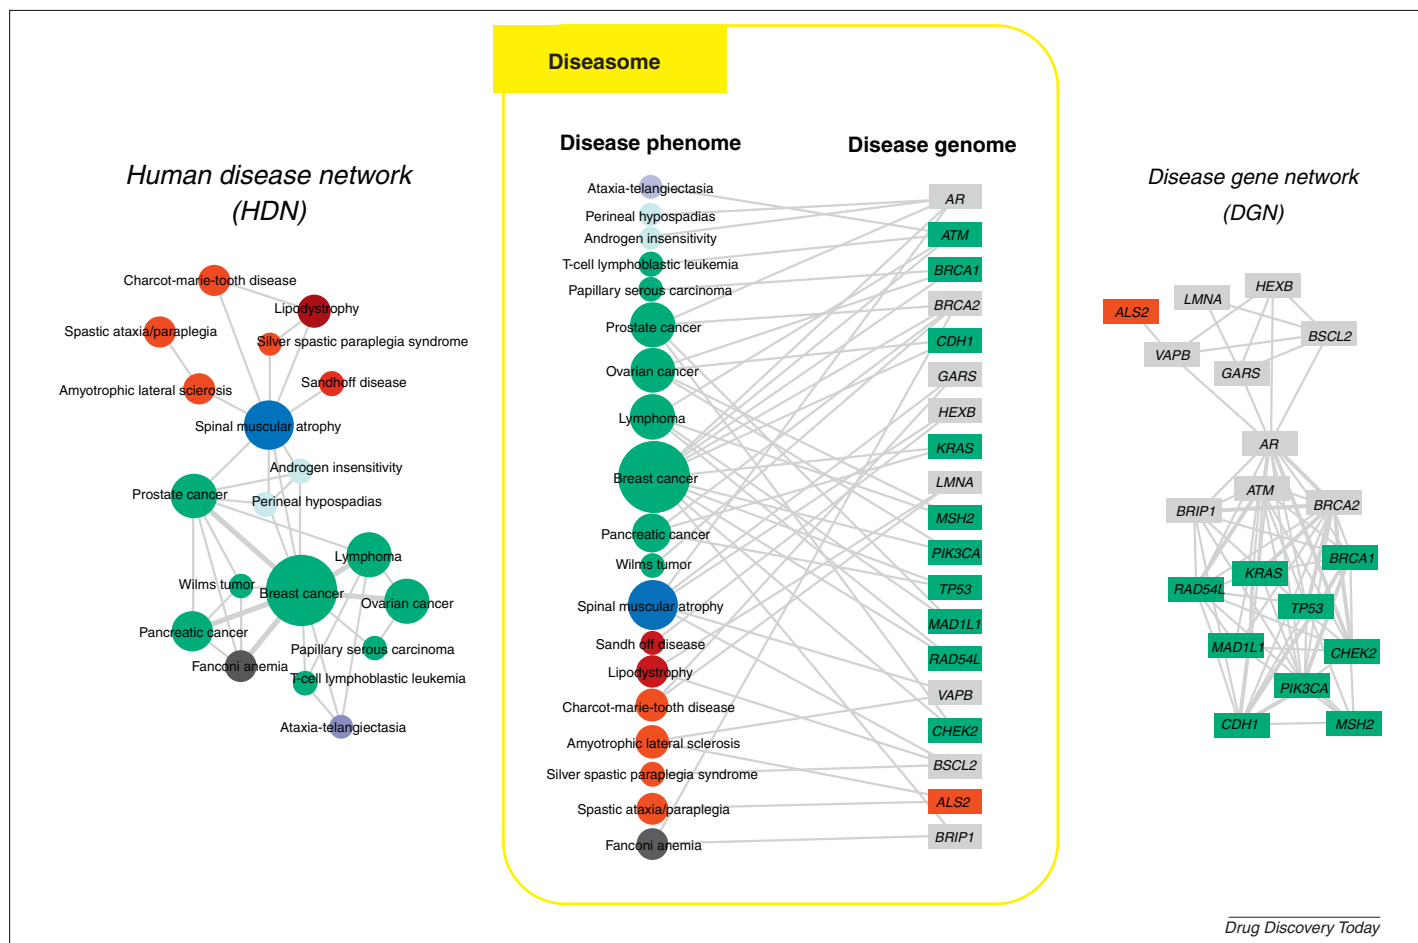 Diseasome
Human disease network
(HDN)
Charcot-marie-tooth disease
Lipodystrophy
Spastic ataxia/paraplegia
Silver spastic paraplegia syndrome
Sandhoff disease
Amyotrophic lateral sclerosis
Spinal muscular atrophy
Androgen insensitivity
Prostate cancer
Perineal hypospadias
Lymphoma
Wilms tumor
Breast cancer
Ovarian cancer
Pancreatic cancer
Papillary serous carcinoma
Fanconi anemia
T-cell lymphoblastic leukemia
Ataxia-telangiectasia
Disease phenome
Ataxia-telangiectasia
Perineal hypospadias
Androgen insensitivity
T-cell lymphoblastic leukemia
Papillary serous carcinoma
Prostate cancer
Ovarian cancer
Lymphoma
Breast cancer
Pancreatic cancer
Wilms tumor
Spinal muscular atrophy
Sandh off disease
Lipodystrophy
Charcot-marie-tooth disease
Amyotrophic lateral sclerosis
Silver spastic paraplegia syndrome
Spastic ataxia/paraplegia
Fanconi anemia
Disease genome
AR
ATM
BRCA1
BRCA2
CDH1
GARS
HEXB
KRAS
LMNA
MSH2
PIK3CA
TP53
MAD1L1
RAD54L
VAPB
CHEK2
BSCL2
ALS2
BRIP1
Disease gene network
(DGN)
HEXB
LMNA
ALS2
BSCL2
VAPB
GARS
AR
ATM
BRCA2
BRIP1
BRCA1
KRAS
RAD54L
TP53
MAD1L1
CHEK2
PIK3CA
CDH1
MSH2
Drug Discovery Today